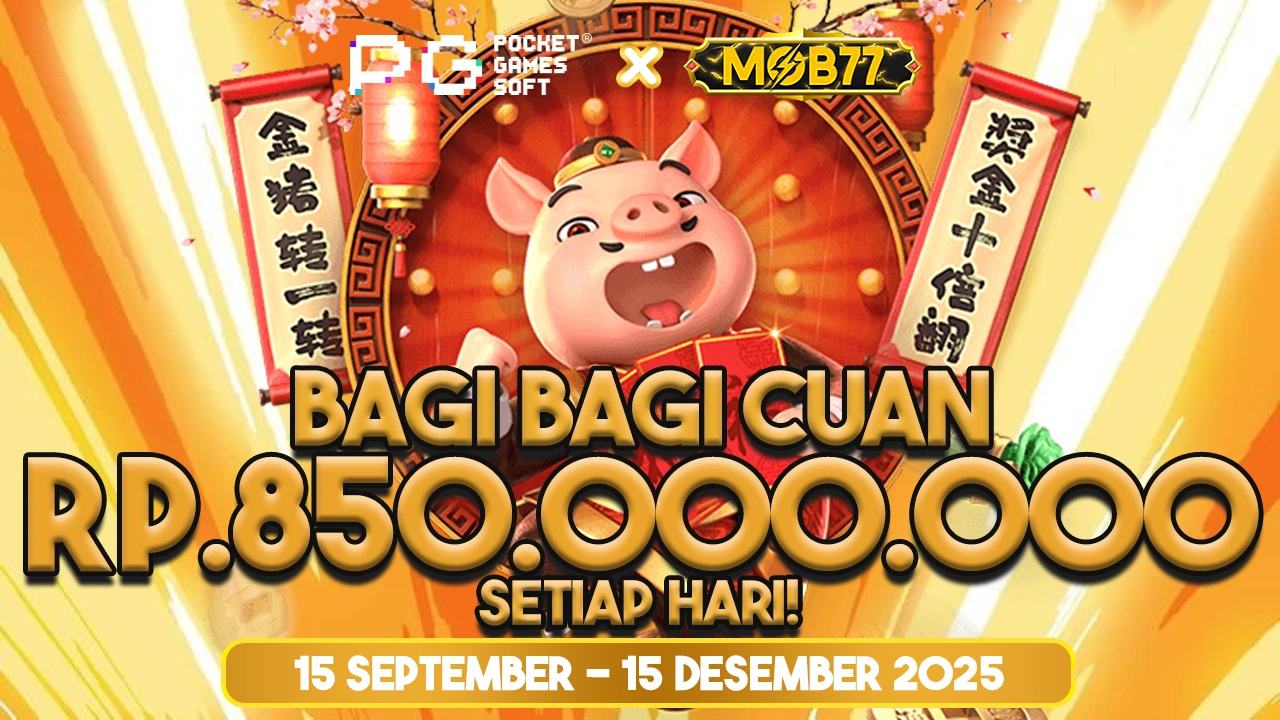 PG POCKET® GAMES SOFT X MOB77
金猪转一转
奖金十倍翻
BAGI BAGI CUAN
RP.850.000.000
SETIAP HARI!
15 SEPTEMBER – 15 DESEMBER 2025